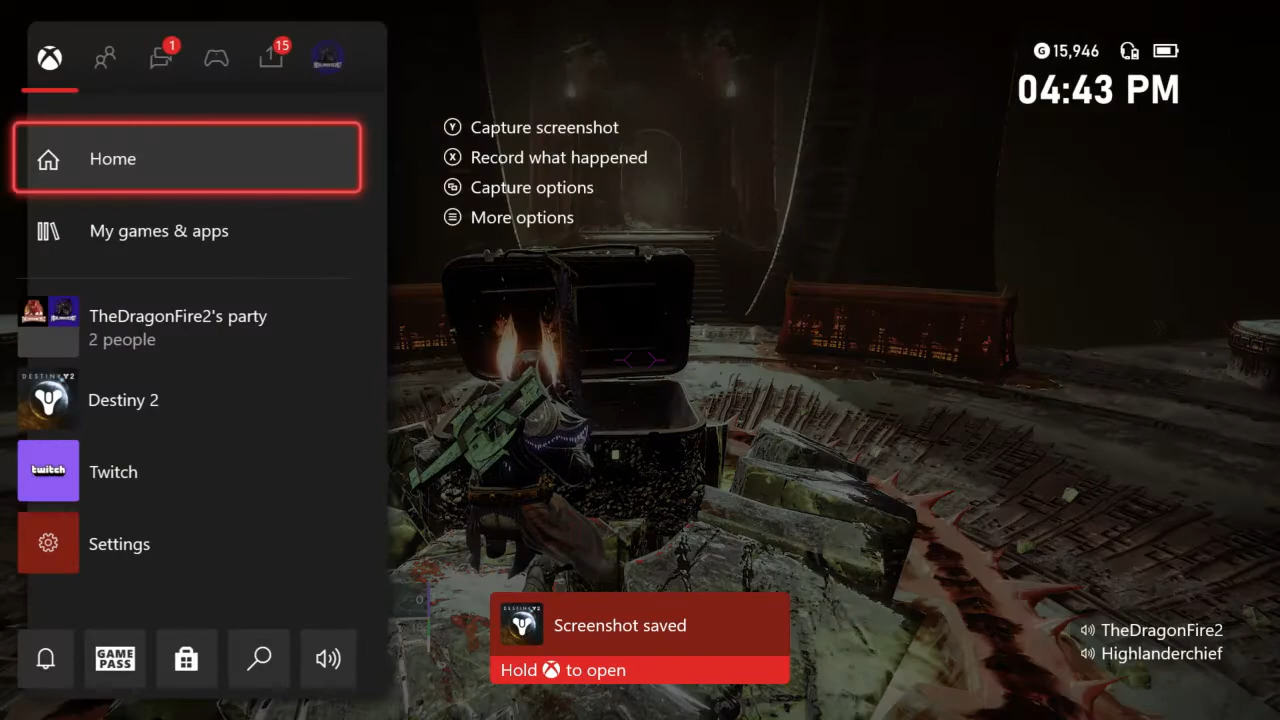 1
15
G 15,946
04:43 PM
Home
My games & apps
TheDragonFire2's party
2 people
DESTINY 2
Destiny 2
twitch
Twitch
Settings
GAME
PASS
Y Capture screenshot
X Record what happened
Capture options
More options
DESTINY 2
Screenshot saved
Hold to open
TheDragonFire2
Highlanderchief